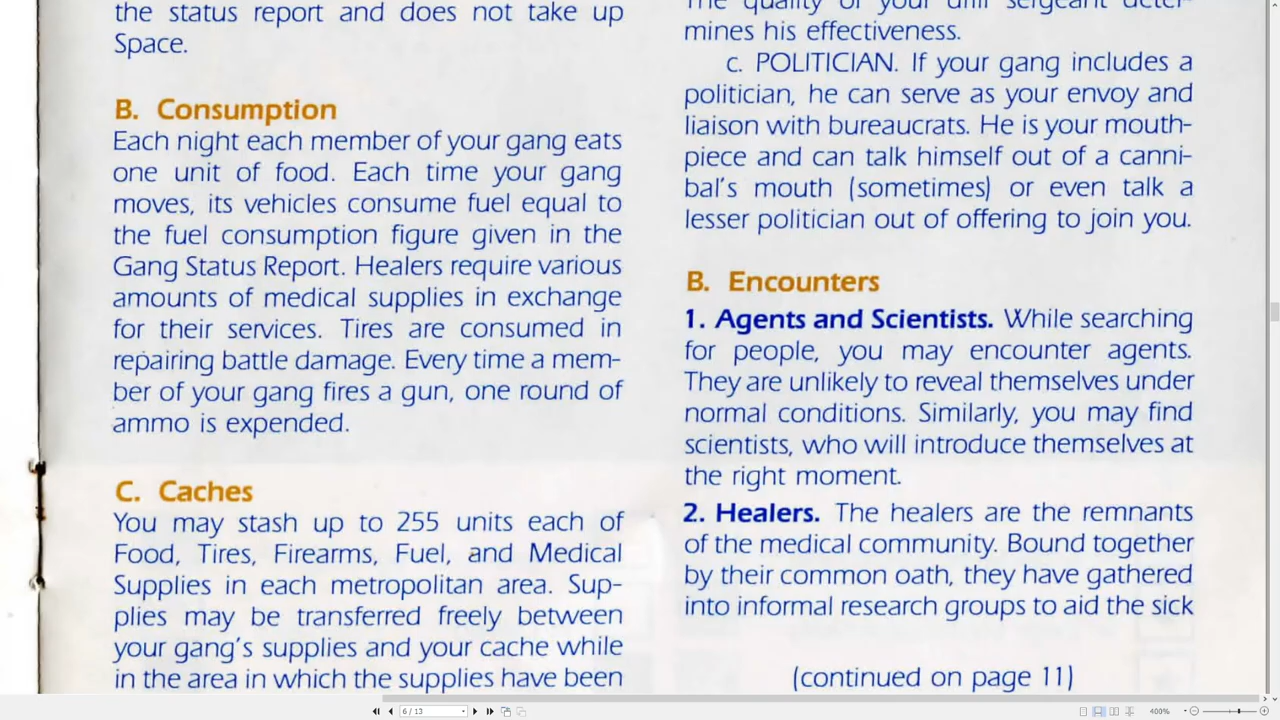 the status report and does not take up
Space.
B. Consumption
Each night each member of your gang eats
one unit of food. Each time your gang
moves, its vehicles consume fuel equal to
the fuel consumption figure given in the
Gang Status Report. Healers require various
amounts of medical supplies in exchange
for their services. Tires are consumed in
repairing battle damage. Every time a mem-
ber of your gang fires a gun, one round of
ammo is expended.
C. Caches
You may stash up to 255 units each of
Food, Tires, Firearms, Fuel, and Medical
Supplies in each metropolitan area. Sup-
plies may be transferred freely between
your gang's supplies and your cache while
in the area in which the supplies have been
The quality of your drill sergeant deter-
mines his effectiveness.
c. POLITICIAN. If your gang includes a
politician, he can serve as your envoy and
liaison with bureaucrats. He is your mouth-
piece and can talk himself out of a canni-
bal's mouth (sometimes) or even talk a
lesser politician out of offering to join you.
B. Encounters
1. Agents and Scientists. While searching
for people, you may encounter agents.
They are unlikely to reveal themselves under
normal conditions. Similarly, you may find
scientists, who will introduce themselves at
the right moment.
2. Healers. The healers are the remnants
of the medical community. Bound together
by their common oath, they have gathered
into informal research groups to aid the sick
(continued on page 11)
6 / 13
400%